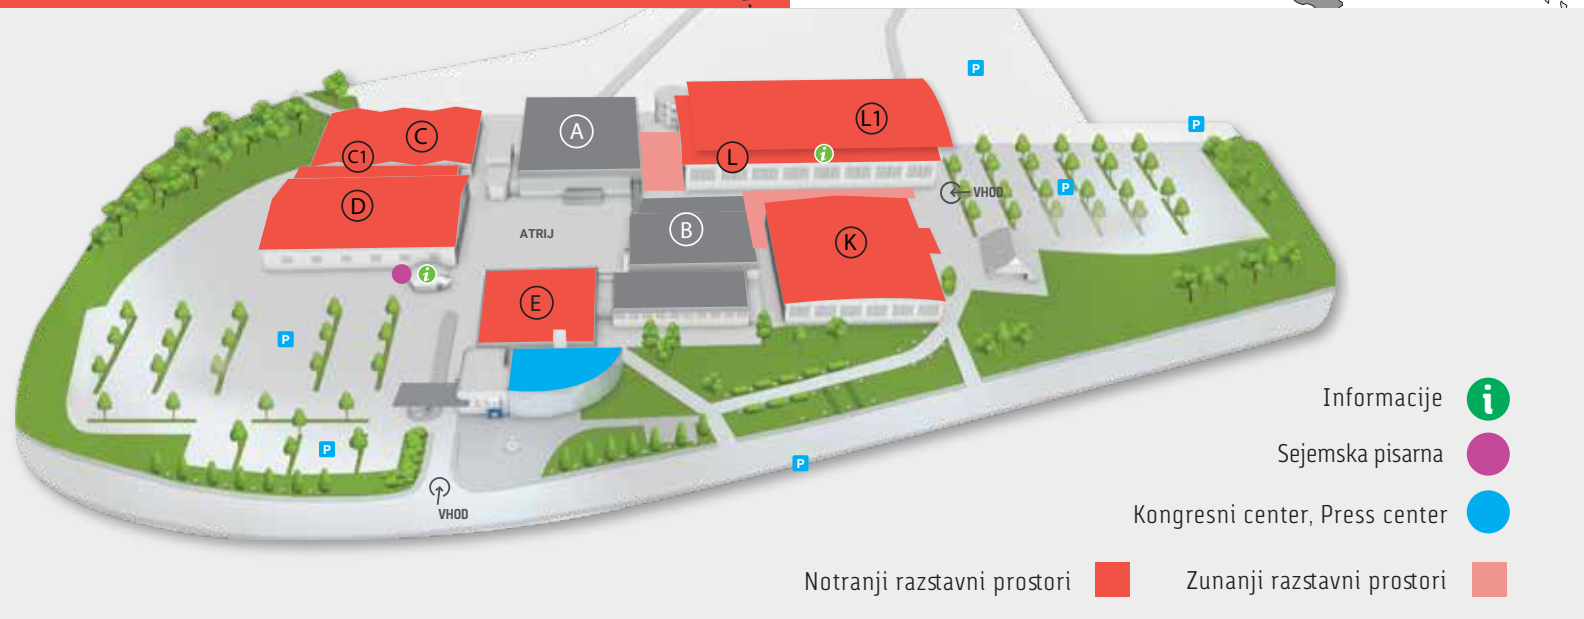 P
P
A
L1
C
C1
L
i
P
VHOD
D
B
ATRIJ
K
i
E
P
P
P
VHOD
Informacije i
Sejemska pisarna
Kongresni center, Press center
Notranji razstavni prostori
Zunanji razstavni prostori